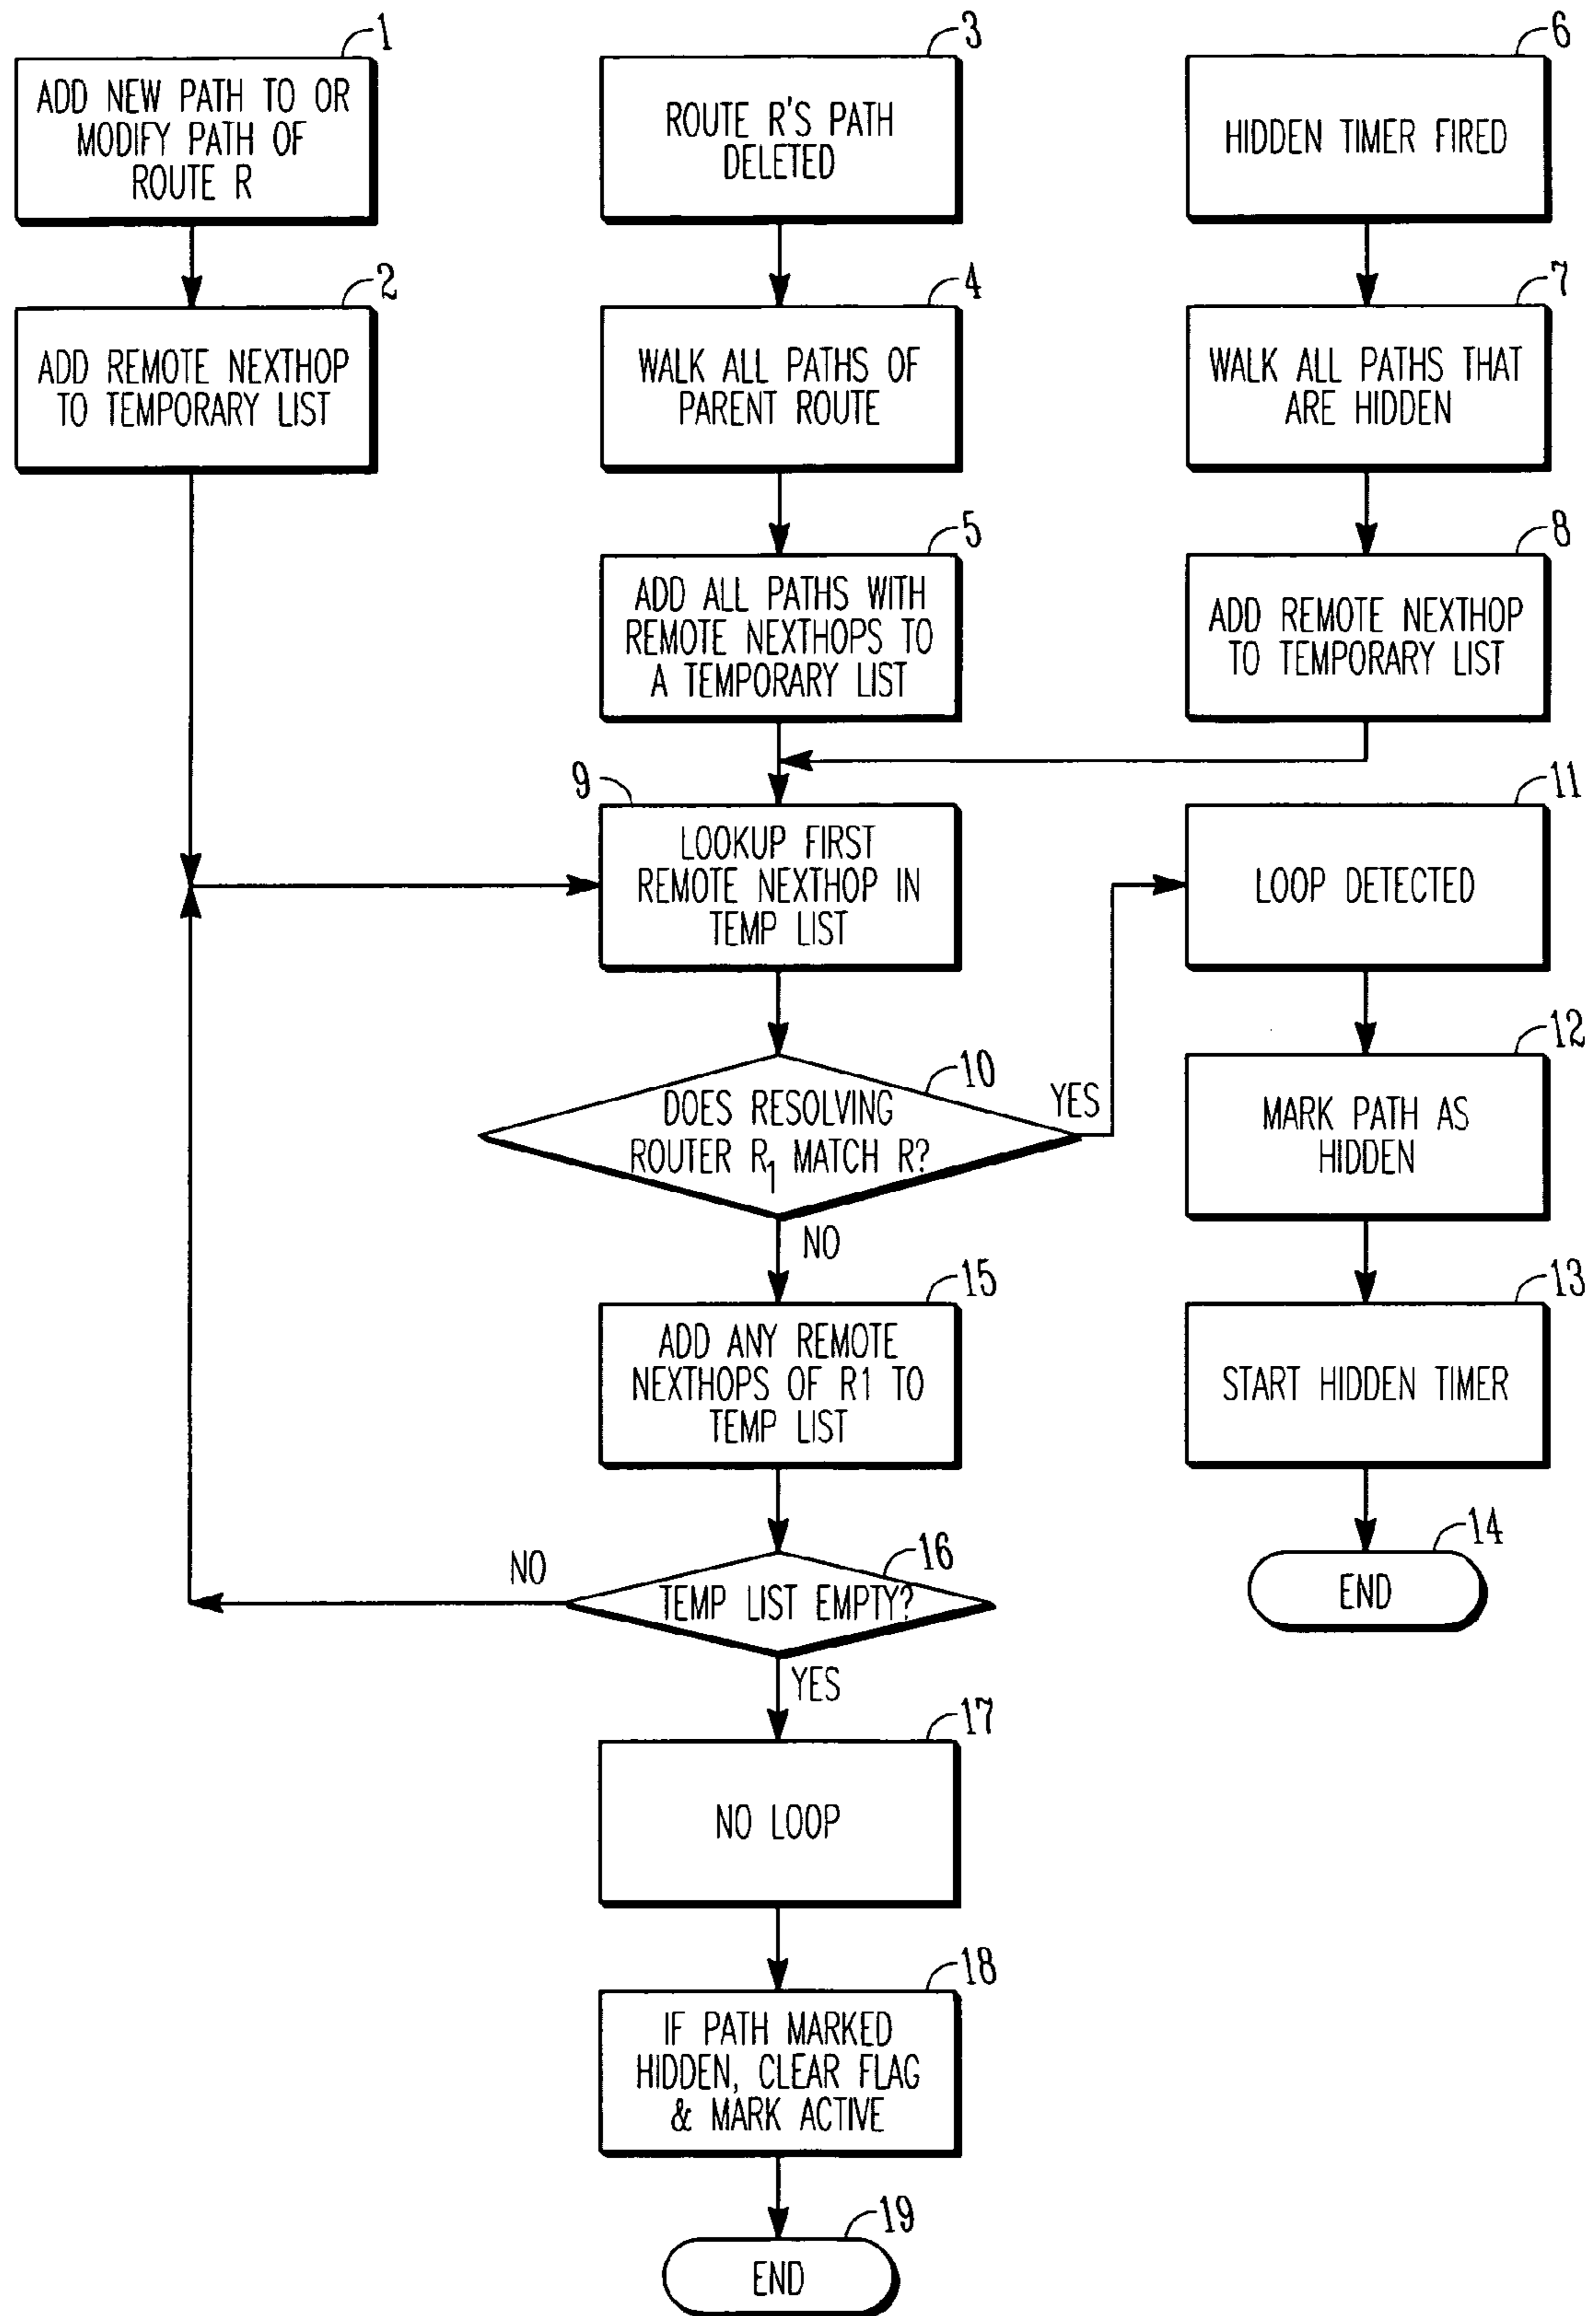 1
ADD NEW PATH TO OR
MODIFY PATH OF
ROUTE R
3
ROUTE R'S PATH
DELETED
6
HIDDEN TIMER FIRED
2
ADD REMOTE NEXTHOP
TO TEMPORARY LIST
4
WALK ALL PATHS OF
PARENT ROUTE
7
WALK ALL PATHS THAT
ARE HIDDEN
5
ADD ALL PATHS WITH
REMOTE NEXTHOPS TO
A TEMPORARY LIST
8
ADD REMOTE NEXTHOP
TO TEMPORARY LIST
9
LOOKUP FIRST
REMOTE NEXTHOP IN
TEMP LIST
11
LOOP DETECTED
10
DOES RESOLVING
ROUTER R1 MATCH R?
YES
NO
12
MARK PATH AS
HIDDEN
15
ADD ANY REMOTE
NEXTHOPS OF R1 TO
TEMP LIST
13
START HIDDEN TIMER
16
TEMP LIST EMPTY?
NO
YES
14
END
17
NO LOOP
18
IF PATH MARKED
HIDDEN, CLEAR FLAG
& MARK ACTIVE
19
END